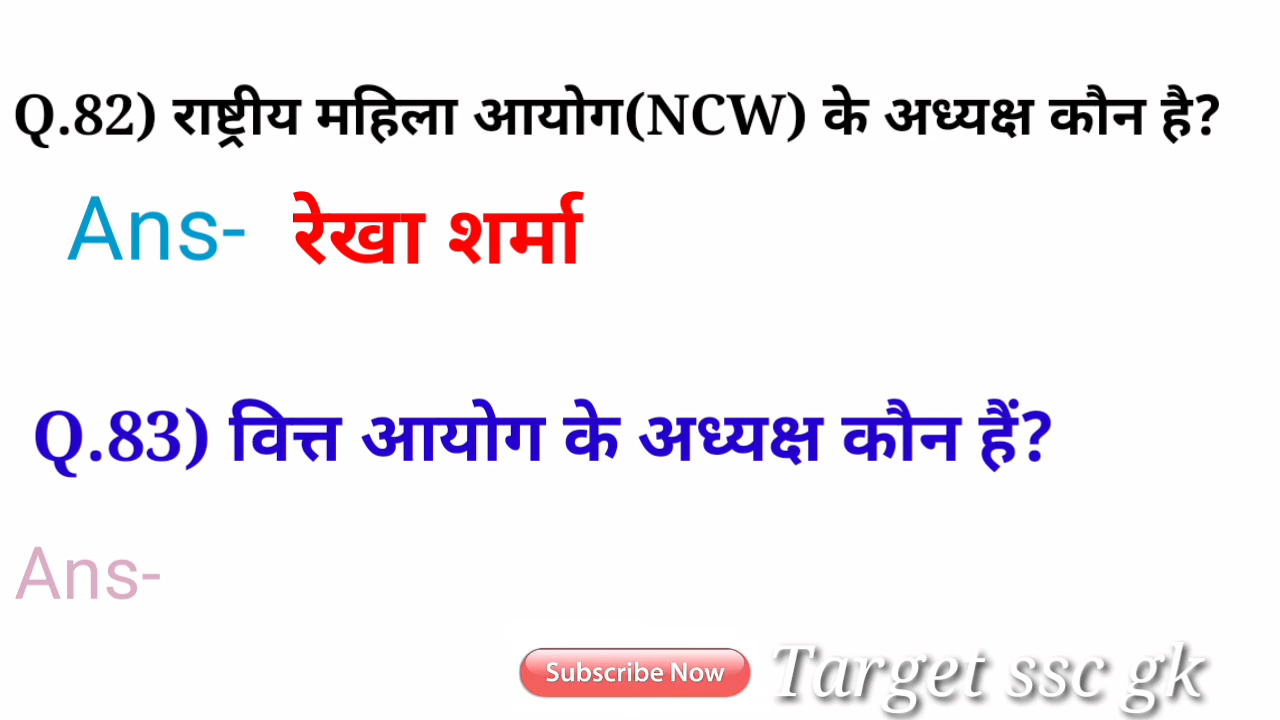 Q.82) राष्ट्रीय महिला आयोग(NCW) के अध्यक्ष कौन है?
Ans- रेखा शर्मा
Q.83) वित्त आयोग के अध्यक्ष कौन हैं?
Ans-
Subscribe Now Target ssc gk